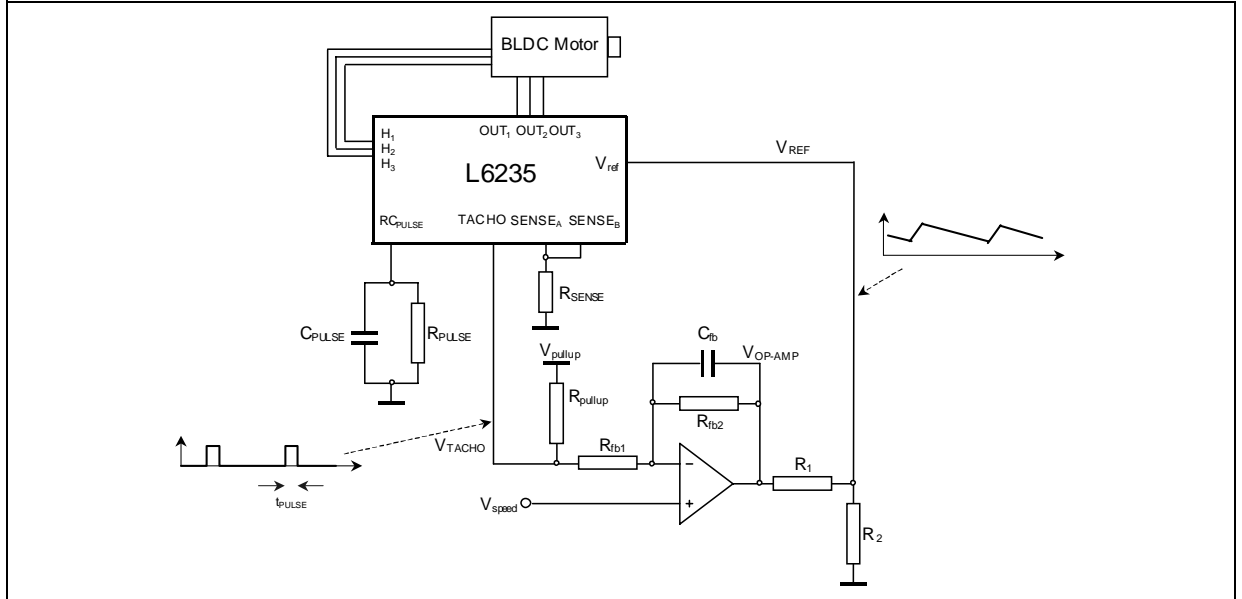 BLDC Motor
H1
H2
H3
OUT1 OUT2 OUT3
L6235
Vref
VREF
RCPULSE
TACHO SENSEA SENSEB
CPULSE
RPULSE
RSENSE
Vpullup
Rpullup
Cfb
VOP-AMP
Rfb2
VTACHO
Rfb1
−
+
Vspeed
R1
R2
tPULSE